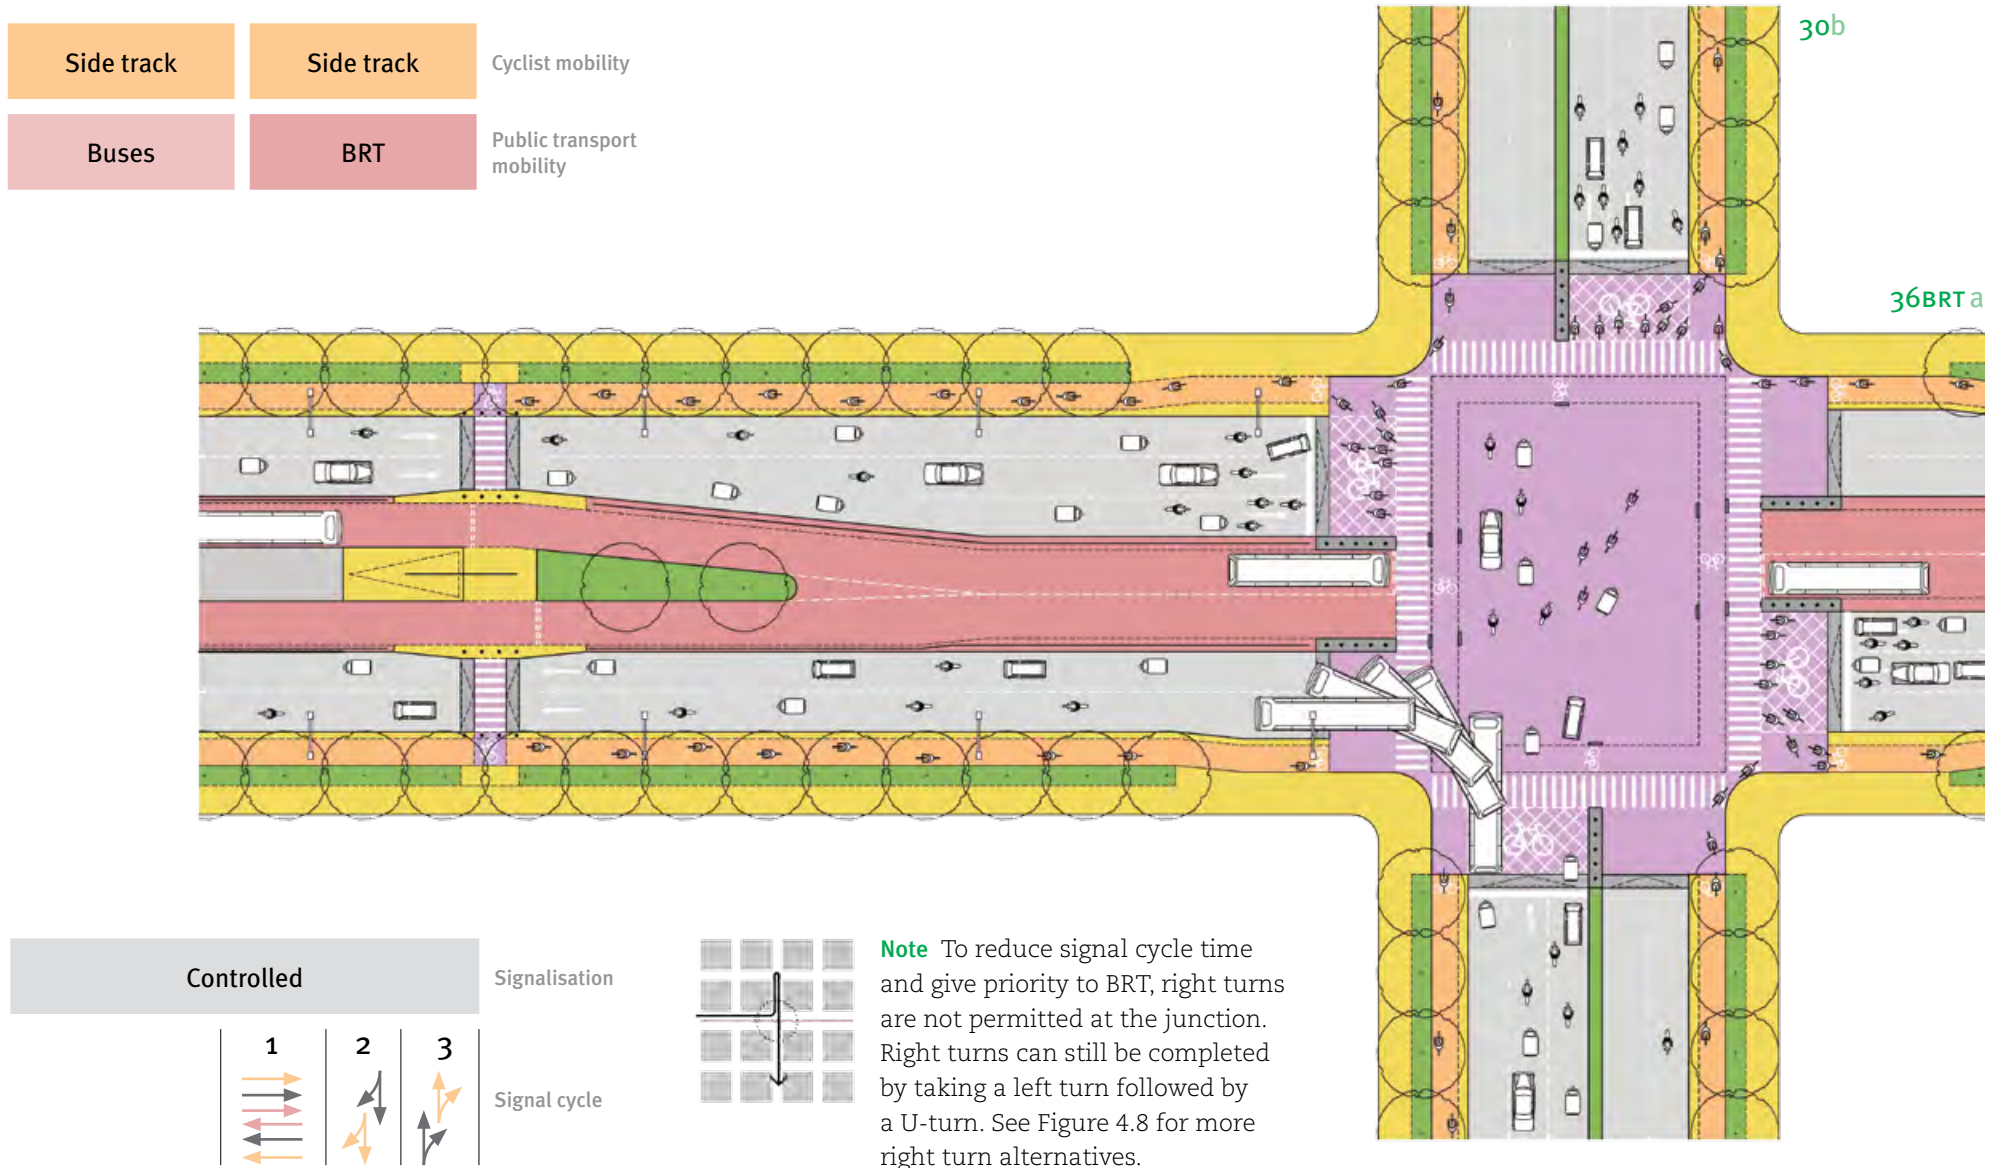 30b
Side track
Side track
Cyclist mobility
Buses
BRT
Public transport
mobility
36BRT a
Controlled
Signalisation
1
2
3
Signal cycle
Note To reduce signal cycle time
and give priority to BRT, right turns
are not permitted at the junction.
Right turns can still be completed
by taking a left turn followed by
a U-turn. See Figure 4.8 for more
right turn alternatives.